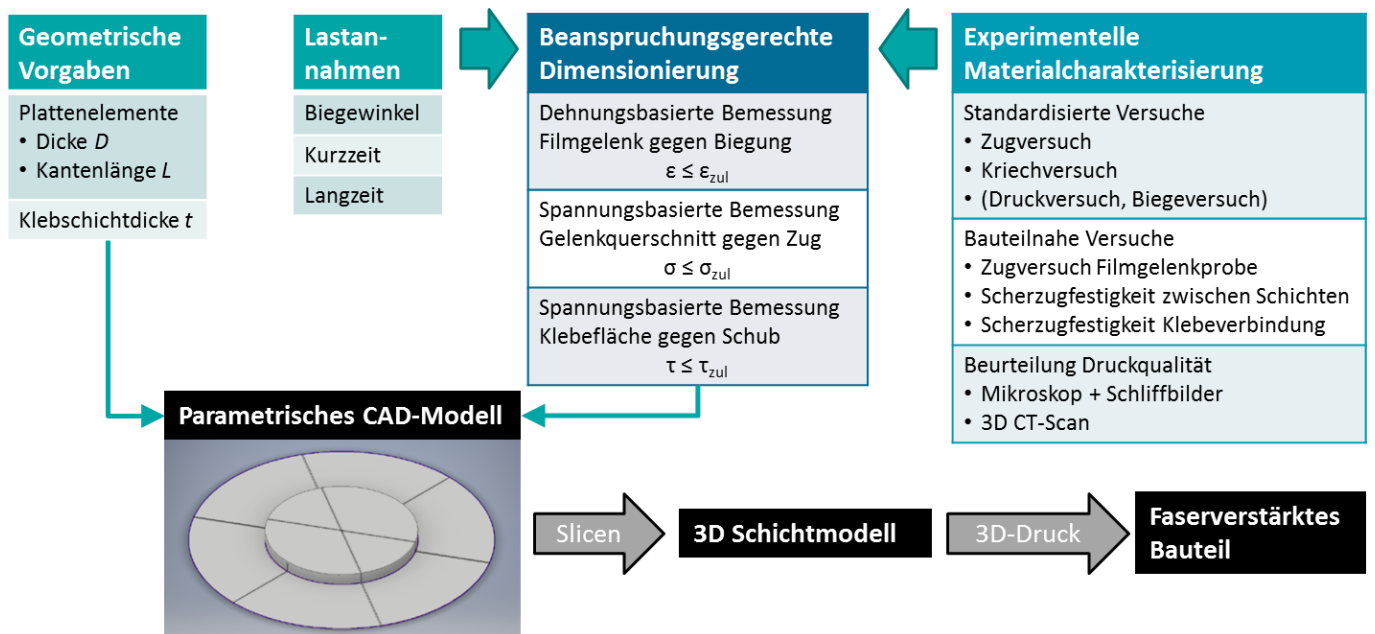 Geometrische
Vorgaben
Plattenelemente
• Dicke D
• Kantenlänge L
Klebschichtdicke t
Lastan-
nahmen
Biegewinkel
Kurzzeit
Langzeit
Beanspruchungsgerechte
Dimensionierung
Dehnungsbasierte Bemessung
Filmgelenk gegen Biegung
ε ≤ εzul
Spannungsbasierte Bemessung
Gelenkquerschnitt gegen Zug
σ ≤ σzul
Spannungsbasierte Bemessung
Klebefläche gegen Schub
τ ≤ τzul
Experimentelle
Materialcharakterisierung
Standardisierte Versuche
• Zugversuch
• Kriechversuch
• (Druckversuch, Biegeversuch)
Bauteilnahe Versuche
• Zugversuch Filmgelenkprobe
• Scherzugfestigkeit zwischen Schichten
• Scherzugfestigkeit Klebeverbindung
Beurteilung Druckqualität
• Mikroskop + Schliffbilder
• 3D CT-Scan
Parametrisches CAD-Modell
Slicen
3D Schichtmodell
3D-Druck
Faserverstärktes
Bauteil